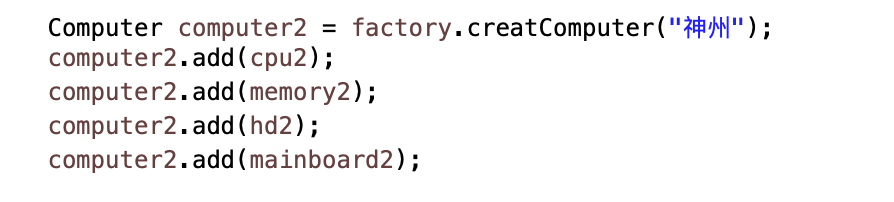 Computer computer2 = factory.creatComputer("神州");
computer2.add(cpu2);
computer2.add(memory2);
computer2.add(hd2);
computer2.add(mainboard2);